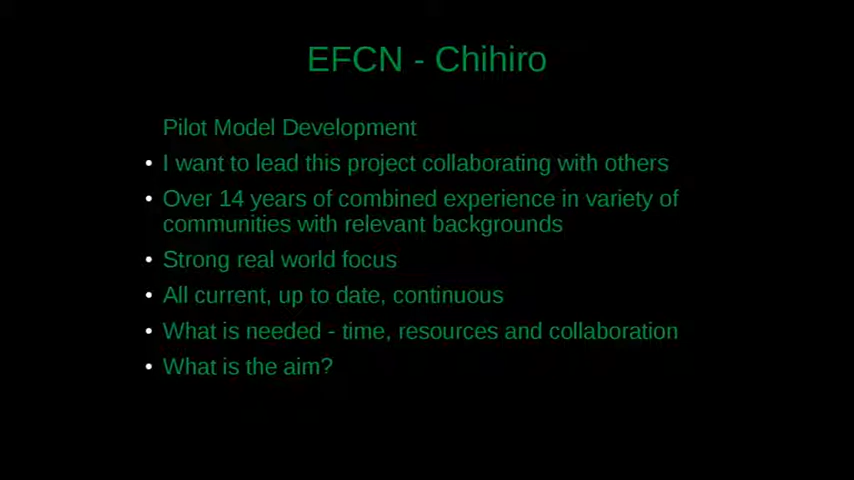 EFCN - Chihiro
Pilot Model Development
• I want to lead this project collaborating with others
• Over 14 years of combined experience in variety of
communities with relevant backgrounds
• Strong real world focus
• All current, up to date, continuous
• What is needed - time, resources and collaboration
• What is the aim?